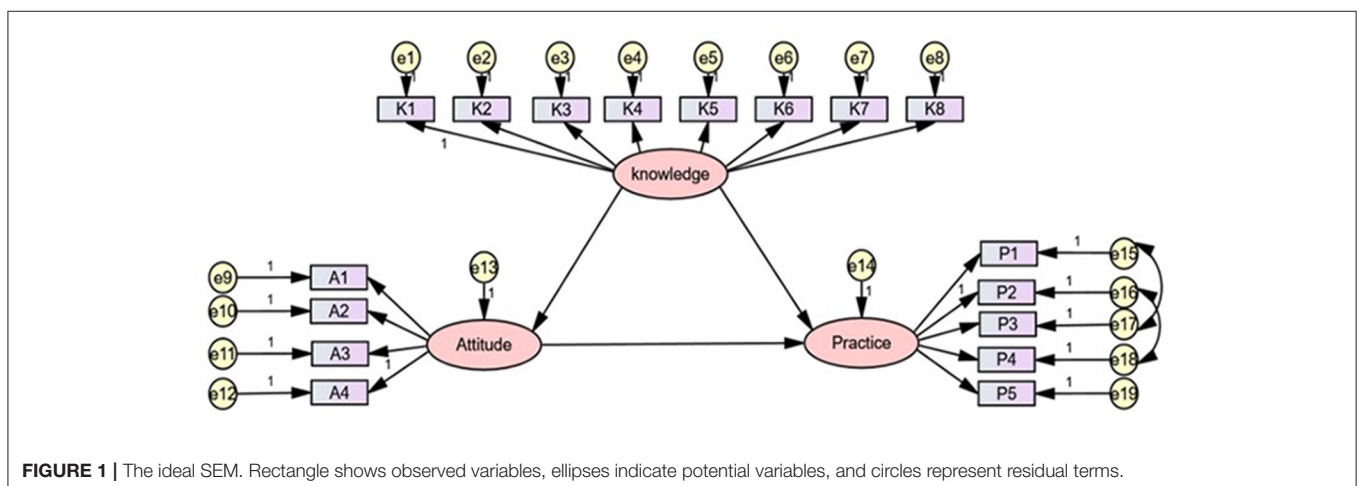 e1 e2 e3 e4 e5 e6 e7 e8
1 1 1 1 1 1 1 1
K1 K2 K3 K4 K5 K6 K7 K8
1
knowledge
e13 e14
1 1
Attitude Practice
e9 1 A1
e10 1 A2
e11 1 A3
e12 1 A4
1
P1 1 e15
1 P2 1 e16
P3 1 e17
P4 1 e18
P5 1 e19
FIGURE 1 | The ideal SEM. Rectangle shows observed variables, ellipses indicate potential variables, and circles represent residual terms.